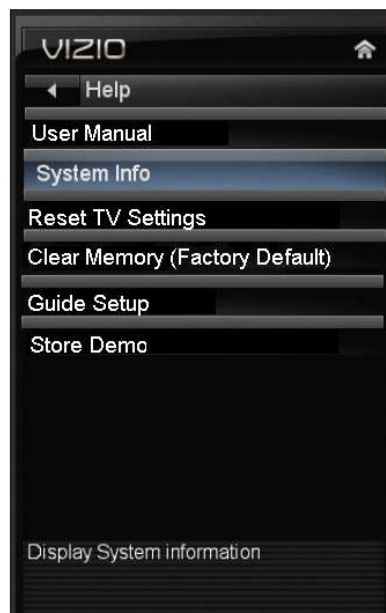 VIZIO
Help
User Manual
System Info
Reset TV Settings
Clear Memory (Factory Default)
Guide Setup
Store Demo
Display System information